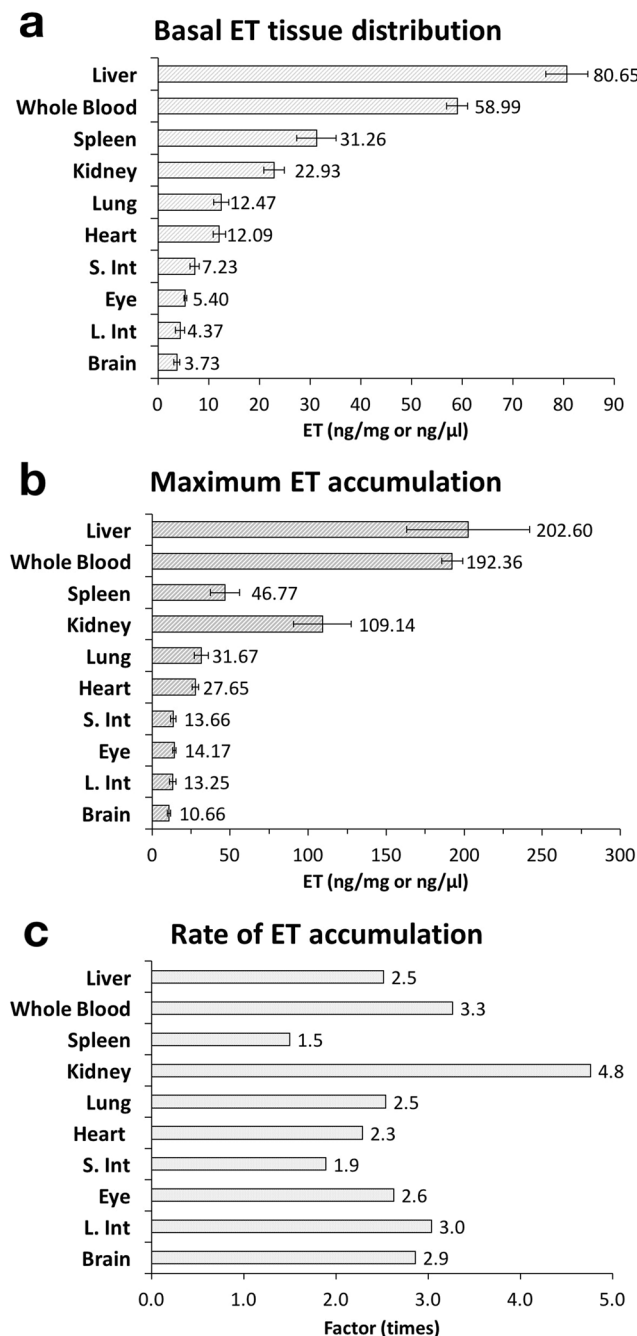 a Basal ET tissue distribution
Liver 80.65
Whole Blood 58.99
Spleen 31.26
Kidney 22.93
Lung 12.47
Heart 12.09
S. Int 7.23
Eye 5.40
L. Int 4.37
Brain 3.73
0 10 20 30 40 50 60 70 80 90
ET (ng/mg or ng/µl)
b Maximum ET accumulation
Liver 202.60
Whole Blood 192.36
Spleen 46.77
Kidney 109.14
Lung 31.67
Heart 27.65
S. Int 13.66
Eye 14.17
L. Int 13.25
Brain 10.66
0 50 100 150 200 250 300
ET (ng/mg or ng/µl)
c Rate of ET accumulation
Liver 2.5
Whole Blood 3.3
Spleen 1.5
Kidney 4.8
Lung 2.5
Heart 2.3
S. Int 1.9
Eye 2.6
L. Int 3.0
Brain 2.9
0.0 1.0 2.0 3.0 4.0 5.0
Factor (times)